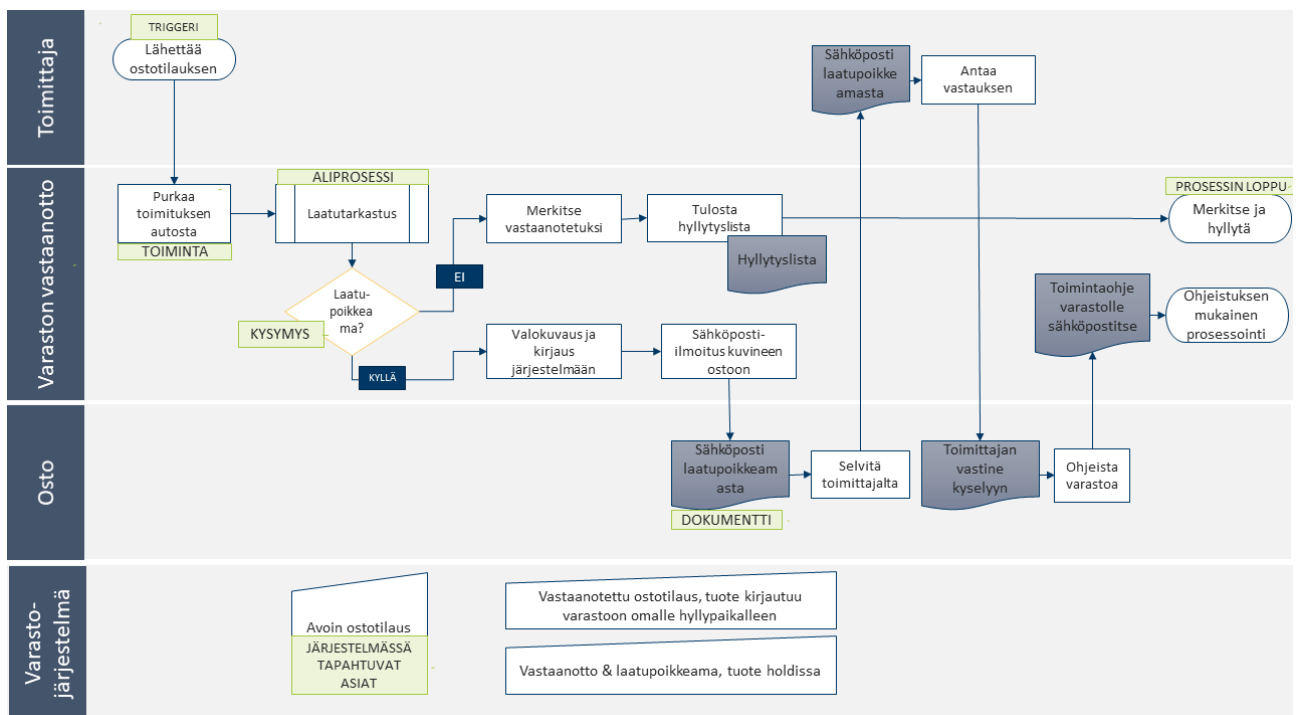 Toimittaja
TRIGGERI
Lähettää
ostotilauksen
Sähköposti
laatupoikke
amasta
Antaa
vastauksen
Varaston vastaanotto
Purkaa
toimituksen
autosta
TOIMINTA
ALIPROSESSI
Laatutarkastus
Laatu-
poikkea
ma?
KYSYMYS
EI
KYLLÄ
Merkitse
vastaanotetuksi
Tulosta
hyllytyslista
Hyllytyslista
PROSESSIN LOPPU
Merkitse ja
hyllytä
Valokuvaus ja
kirjaus
järjestelmään
Sähköposti-
ilmoitus kuvineen
ostoon
Toimintaohje
varastolle
sähköpostitse
Ohjeistuksen
mukainen
prosessointi
Osto
Sähköposti
laatupoikkeam
asta
DOKUMENTTI
Selvitä
toimittajalta
Toimittajan
vastine
kyselyyn
Ohjeista
varastoa
Varasto-
järjestelmä
Avoin ostotilaus
JÄRJESTELMÄSSÄ
TAPAHTUVAT
ASIAT
Vastaanotettu ostotilaus, tuote kirjautuu
varastoon omalle hyllypaikalleen
Vastaanotto & laatupoikkeama, tuote holdissa